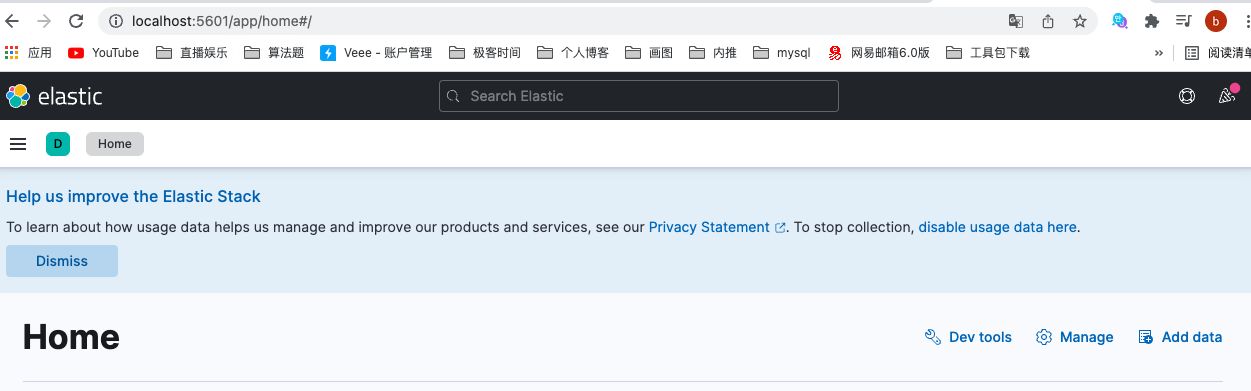 localhost:5601/app/home#/
b
应用 YouTube 直播娱乐 算法题 Veee - 账户管理 极客时间 个人博客 画图 内推 mysql 网易邮箱6.0版 工具包下载 » 阅读清单
elastic Search Elastic
D Home
Help us improve the Elastic Stack
To learn about how usage data helps us manage and improve our products and services, see our Privacy Statement. To stop collection, disable usage data here.
Dismiss
Home Dev tools Manage Add data